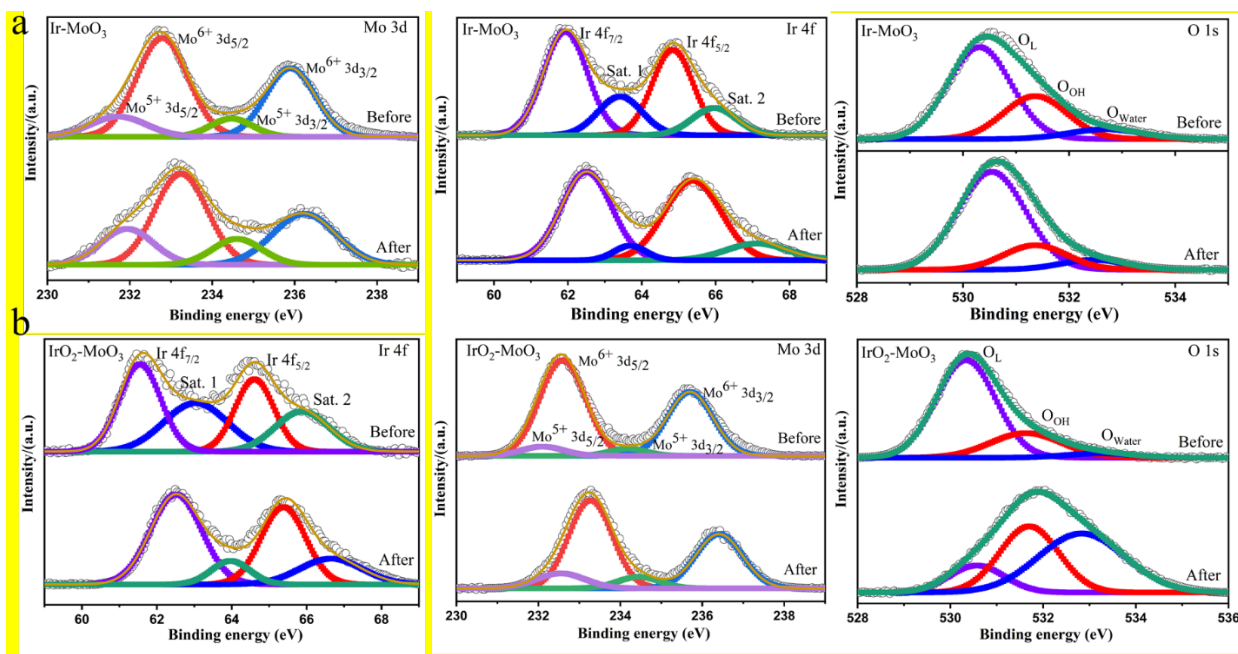 a
Ir-MoO₃
Mo 3d
Mo⁶⁺ 3d₅/₂
Mo⁶⁺ 3d₃/₂
Mo⁵⁺ 3d₅/₂
Mo⁵⁺ 3d₃/₂
Before
After
Intensity/(a.u.)
230 232 234 236 238
Binding energy (eV)
Ir-MoO₃
Ir 4f
Ir 4f₇/₂
Ir 4f₅/₂
Sat. 1
Sat. 2
Before
After
Intensity/(a.u.)
60 62 64 66 68
Binding energy (eV)
Ir-MoO₃
O 1s
O_L
O_OH
O_Water
Before
After
Intensity/(a.u.)
528 530 532 534
Binding energy (eV)
b
IrO₂-MoO₃
Ir 4f
Ir 4f₇/₂
Ir 4f₅/₂
Sat. 1
Sat. 2
Before
After
Intensity/(a.u.)
60 62 64 66 68
Binding energy (eV)
IrO₂-MoO₃
Mo 3d
Mo⁶⁺ 3d₅/₂
Mo⁶⁺ 3d₃/₂
Mo⁵⁺ 3d₅/₂
Mo⁵⁺ 3d₃/₂
Before
After
Intensity/(a.u.)
230 232 234 236 238
Binding energy (eV)
IrO₂-MoO₃
O 1s
O_L
O_OH
O_Water
Before
After
Intensity/(a.u.)
528 530 532 534 536
Binding energy (eV)